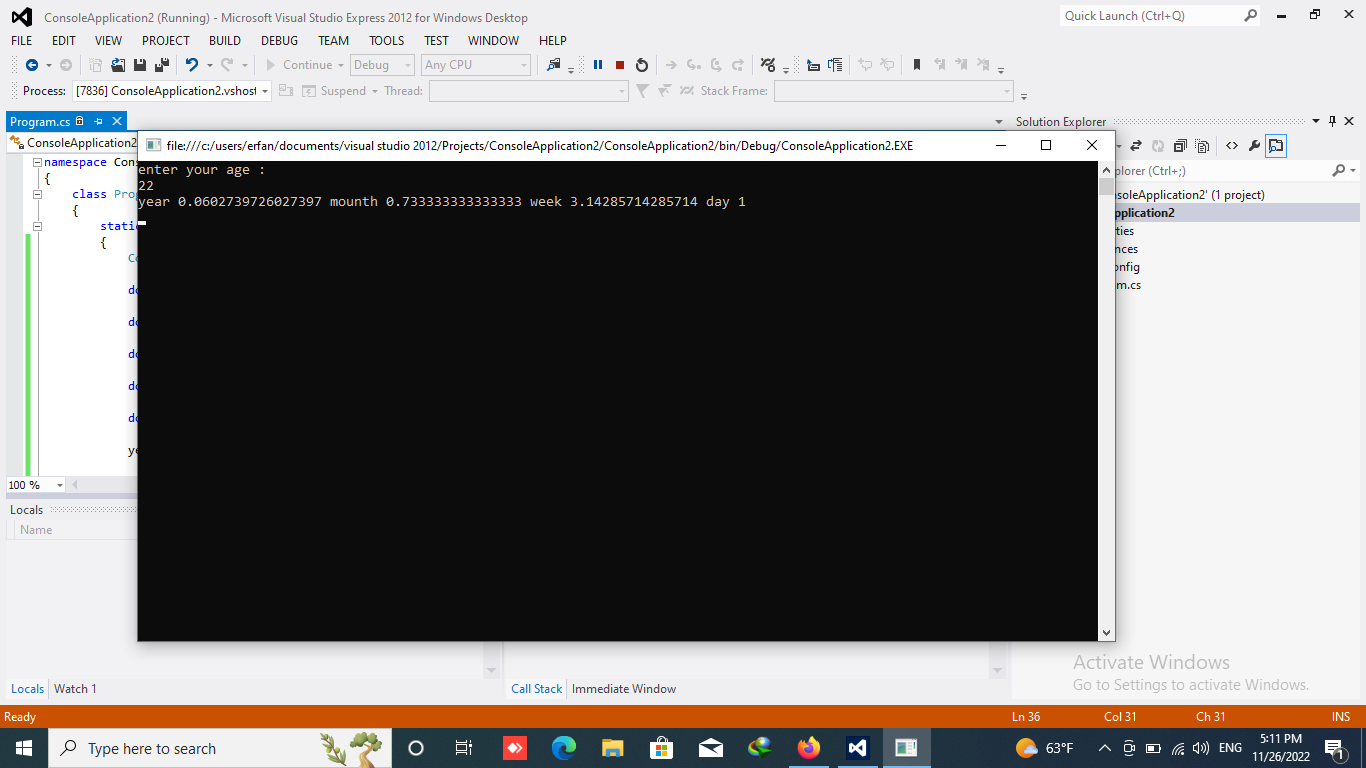 ConsoleApplication2 (Running) - Microsoft Visual Studio Express 2012 for Windows Desktop
Quick Launch (Ctrl+Q)
FILE EDIT VIEW PROJECT BUILD DEBUG TEAM TOOLS TEST WINDOW HELP
Continue Debug Any CPU
Process: [7836] ConsoleApplication2.vshost Suspend Thread: Stack Frame:
Program.cs
Solution Explorer
ConsoleApplication2
file:///c:/users/erfan/documents/visual studio 2012/Projects/ConsoleApplication2/ConsoleApplication2/bin/Debug/ConsoleApplication2.EXE
namespace Cons
enter your age :
plorer (Ctrl+;)
{
22
class Prog
year 0.0602739726027397 mounth 0.733333333333333 week 3.14285714285714 day 1
nsoleApplication2' (1 project)
{
pplication2
static
rties
{
nces
Co
onfig
do
m.cs
do
do
do
do
ye
100 %
Locals
Name
Locals Watch 1
Call Stack Immediate Window
Activate Windows
Go to Settings to activate Windows.
Ready
Ln 36 Col 31 Ch 31 INS
Type here to search
63°F
ENG
5:11 PM
11/26/2022
1